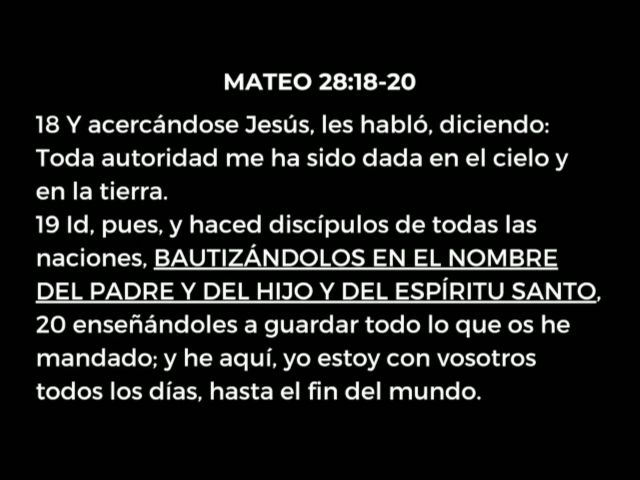 MATEO 28:18-20
18 Y acercándose Jesús, les habló, diciendo:
Toda autoridad me ha sido dada en el cielo y
en la tierra.
19 Id, pues, y haced discípulos de todas las
naciones, BAUTIZÁNDOLOS EN EL NOMBRE
DEL PADRE Y DEL HIJO Y DEL ESPÍRITU SANTO,
20 enseñándoles a guardar todo lo que os he
mandado; y he aquí, yo estoy con vosotros
todos los días, hasta el fin del mundo.